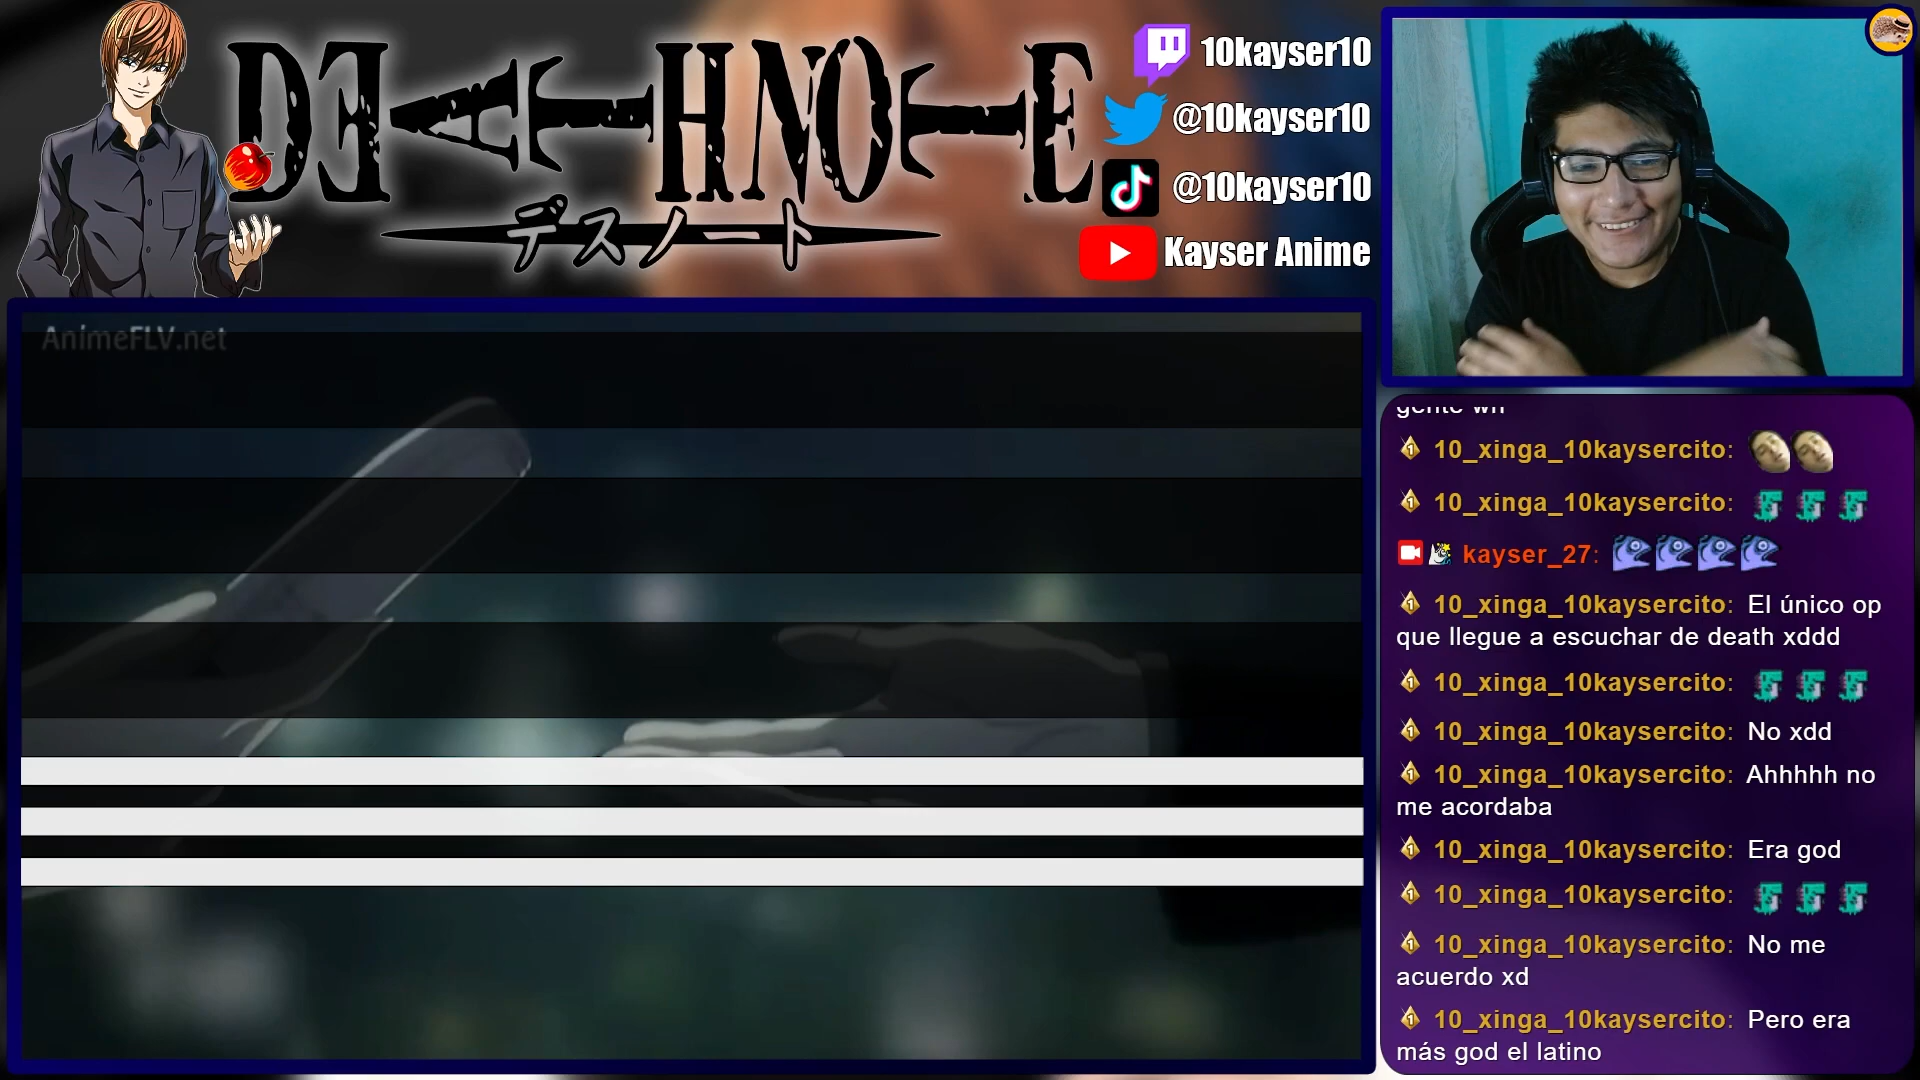 DEATH NOTE
デスノート
10kayser10
@10kayser10
@10kayser10
Kayser Anime
AnimeFLV.net
gente wn
10_xinga_10kaysercito:
10_xinga_10kaysercito:
kayser_27:
10_xinga_10kaysercito: El único op
que llegue a escuchar de death xddd
10_xinga_10kaysercito:
10_xinga_10kaysercito: No xdd
10_xinga_10kaysercito: Ahhhhh no
me acordaba
10_xinga_10kaysercito: Era god
10_xinga_10kaysercito:
10_xinga_10kaysercito: No me
acuerdo xd
10_xinga_10kaysercito: Pero era
más god el latino